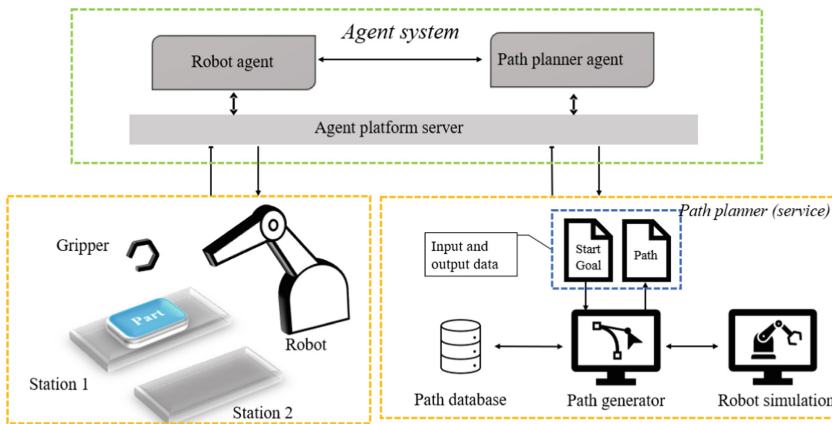 Agent system
Robot agent
Path planner agent
Agent platform server
Path planner (service)
Gripper
Input and
output data
Start
Goal
Path
Part
Robot
Station 1
Station 2
Path database
Path generator
Robot simulation